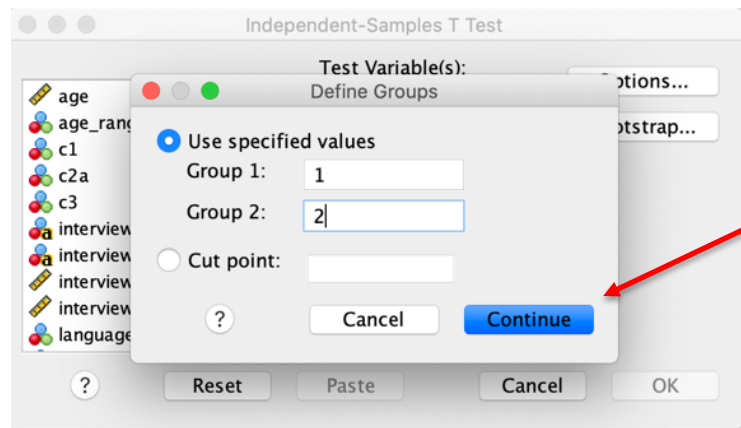 Independent-Samples T Test
Test Variable(s):
Options...
Define Groups
age
age_rang
otstrap...
Use specified values
c1
Group 1: 1
c2a
c3
Group 2: 2
interview
interview
Cut point:
interview
interview
? Cancel Continue
language
? Reset Paste Cancel OK